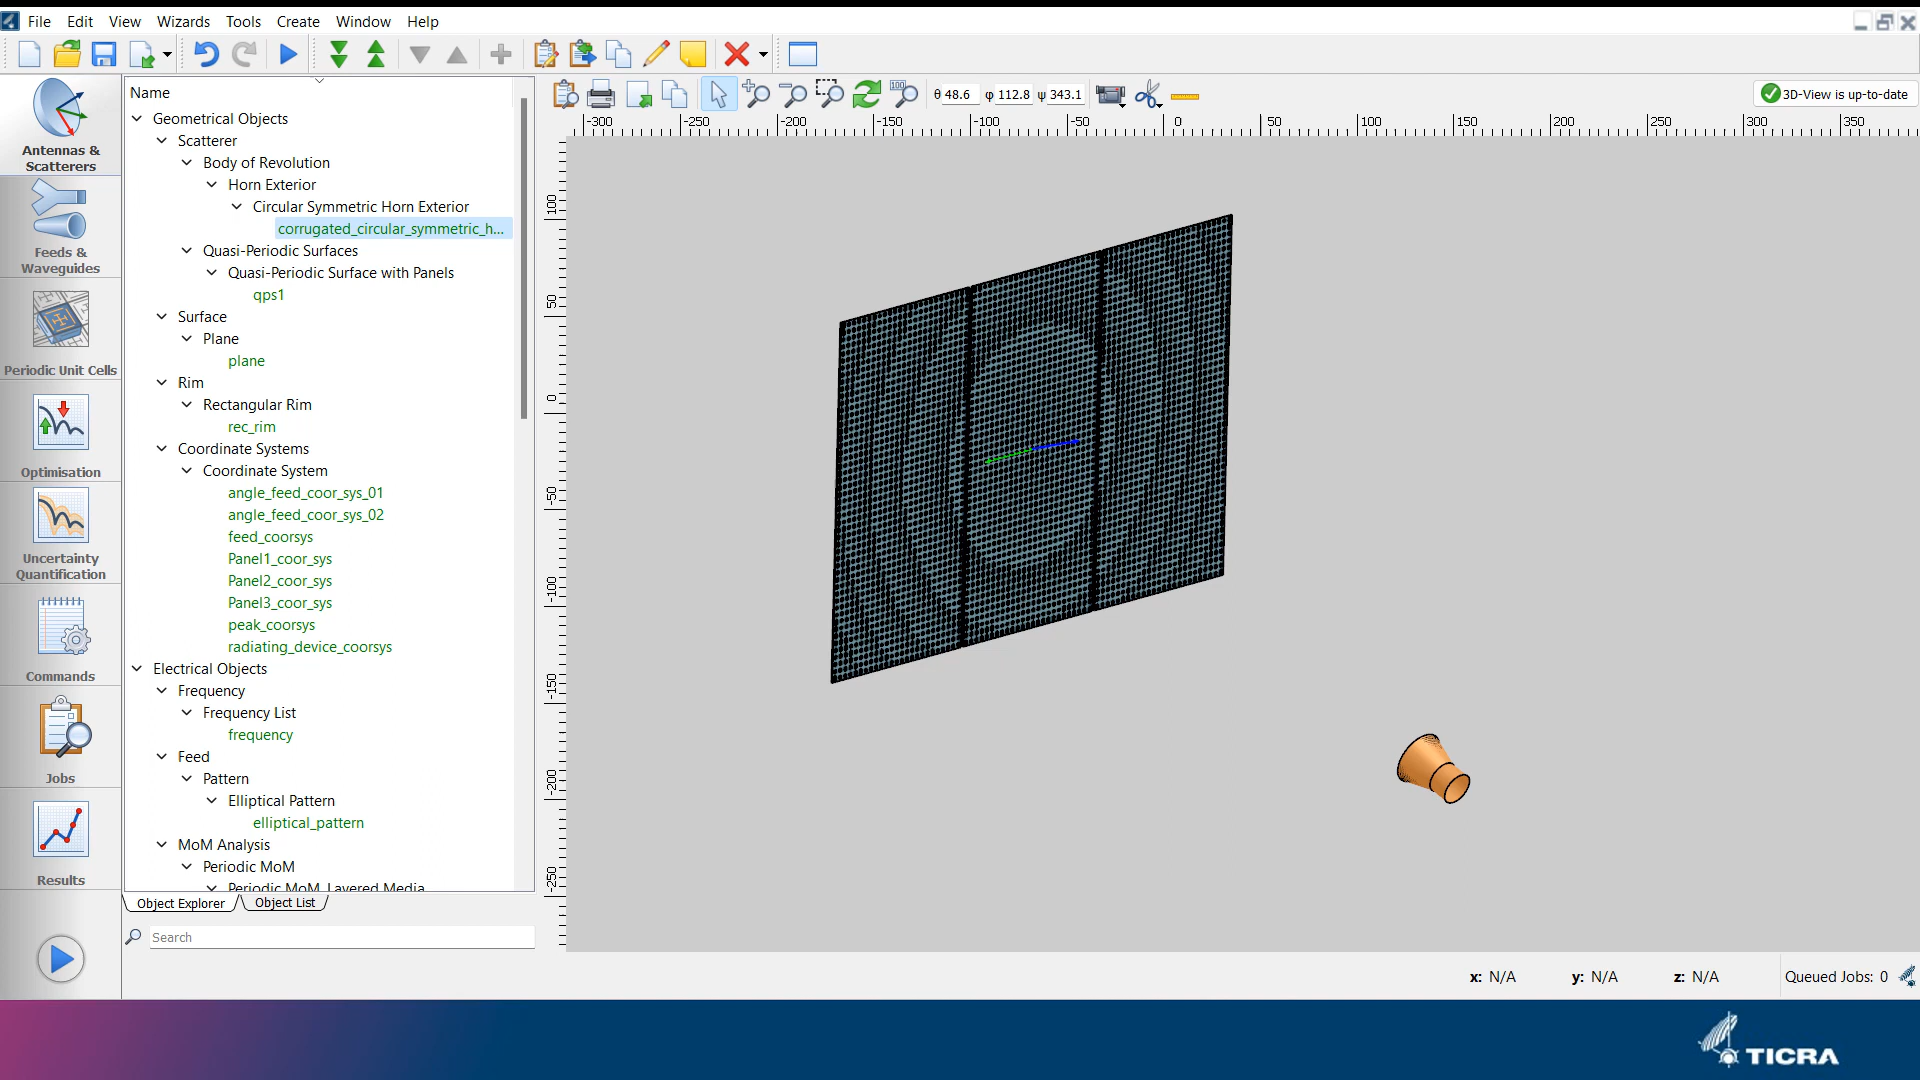 File Edit View Wizards Tools Create Window Help
θ 48.6 φ 112.8 ψ 343.1
3D-View is up-to-date
-300 -250 -200 -150 -100 -50 0 50 100 150 200 250 300 350
100
50
0
-50
-100
-150
-200
-250
Antennas &
Scatterers
Feeds &
Waveguides
Periodic Unit Cells
Optimisation
Uncertainty
Quantification
Commands
Jobs
Results
Name
Geometrical Objects
Scatterer
Body of Revolution
Horn Exterior
Circular Symmetric Horn Exterior
corrugated_circular_symmetric_h...
Quasi-Periodic Surfaces
Quasi-Periodic Surface with Panels
qps1
Surface
Plane
plane
Rim
Rectangular Rim
rec_rim
Coordinate Systems
Coordinate System
angle_feed_coor_sys_01
angle_feed_coor_sys_02
feed_coorsys
Panel1_coor_sys
Panel2_coor_sys
Panel3_coor_sys
peak_coorsys
radiating_device_coorsys
Electrical Objects
Frequency
Frequency List
frequency
Feed
Pattern
Elliptical Pattern
elliptical_pattern
MoM Analysis
Periodic MoM
Periodic MoM, Layered Media
Object Explorer Object List
Search
x: N/A y: N/A z: N/A Queued Jobs: 0
TICRA